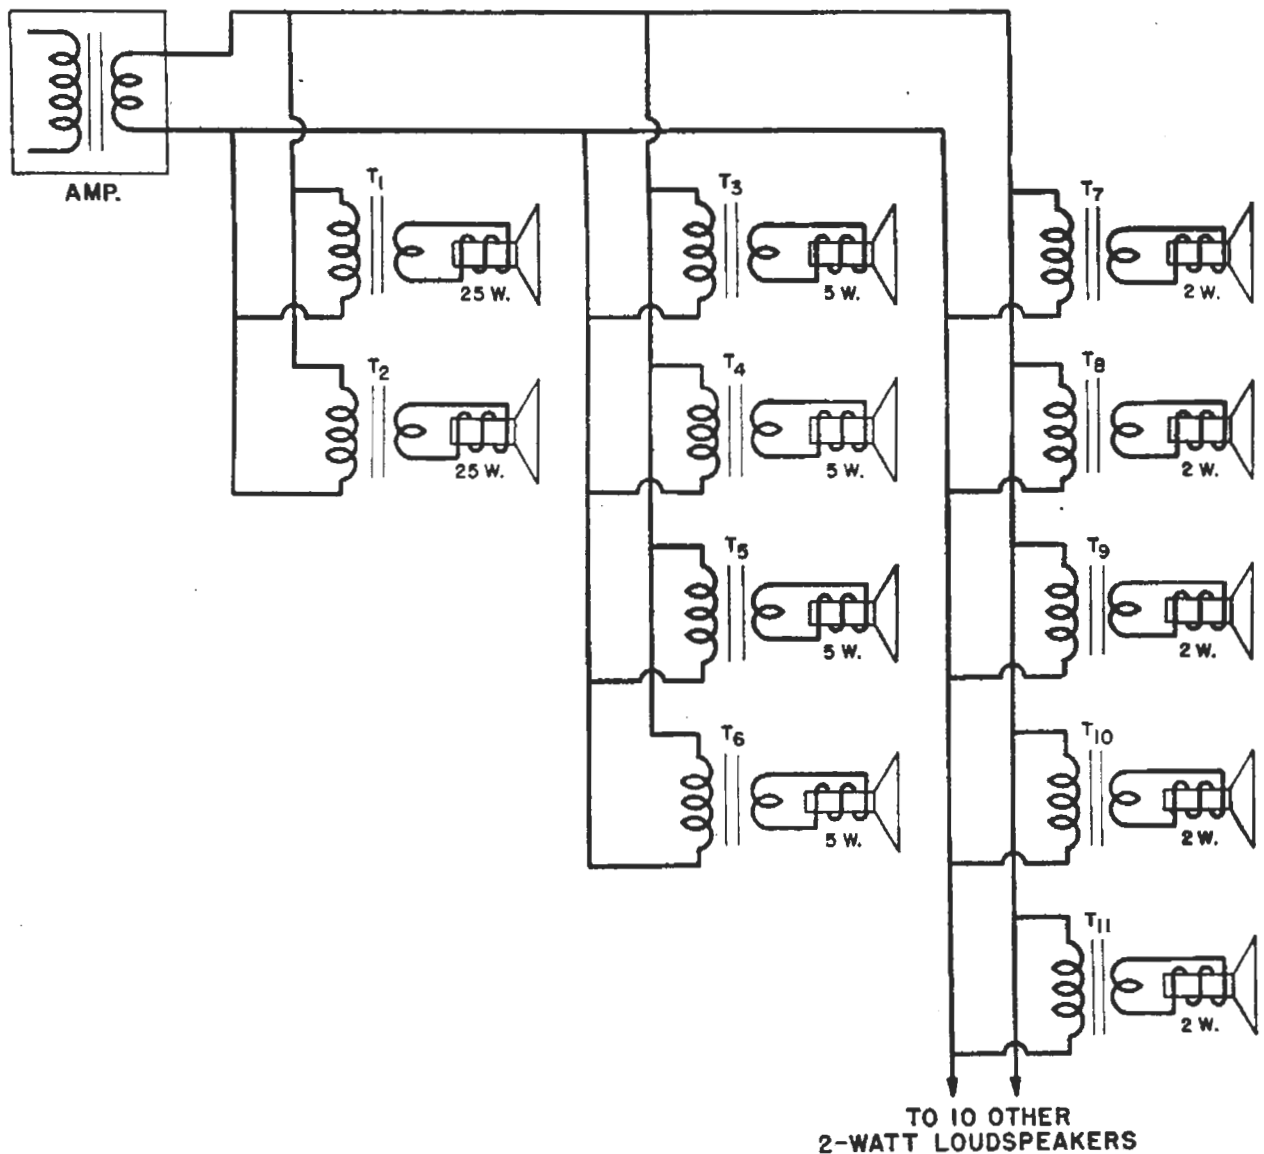 AMP.
T1
25 W.
T2
25 W.
T3
5 W.
T4
5 W.
T5
5 W.
T6
5 W.
T7
2 W.
T8
2 W.
T9
2 W.
T10
2 W.
T11
2 W.
TO 10 OTHER
2-WATT LOUDSPEAKERS